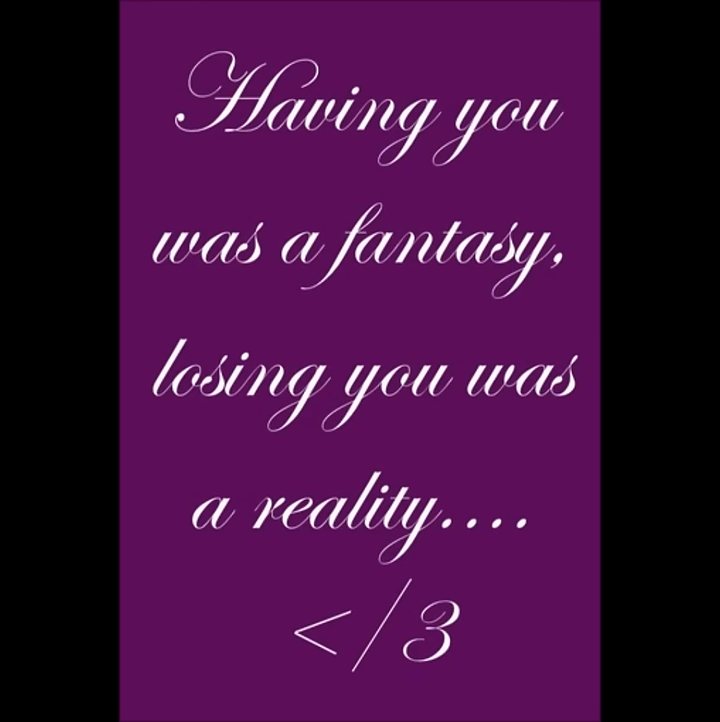 Having you
was a fantasy,
losing you was
a reality....
</3